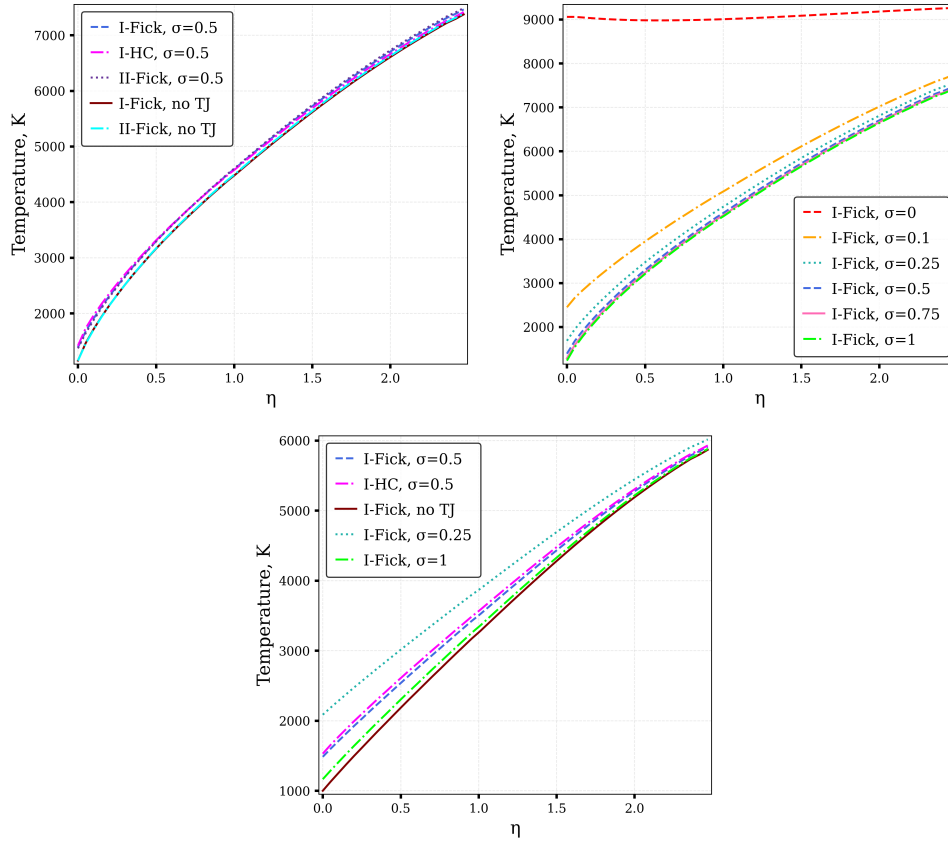 7000
6000
5000
4000
3000
2000
Temperature, K
I-Fick, σ=0.5
I-HC, σ=0.5
II-Fick, σ=0.5
I-Fick, no TJ
II-Fick, no TJ
0.0 0.5 1.0 1.5 2.0
η
9000
8000
7000
6000
5000
4000
3000
2000
Temperature, K
I-Fick, σ=0
I-Fick, σ=0.1
I-Fick, σ=0.25
I-Fick, σ=0.5
I-Fick, σ=0.75
I-Fick, σ=1
0.0 0.5 1.0 1.5 2.0
η
6000
5000
4000
3000
2000
1000
Temperature, K
I-Fick, σ=0.5
I-HC, σ=0.5
I-Fick, no TJ
I-Fick, σ=0.25
I-Fick, σ=1
0.0 0.5 1.0 1.5 2.0
η